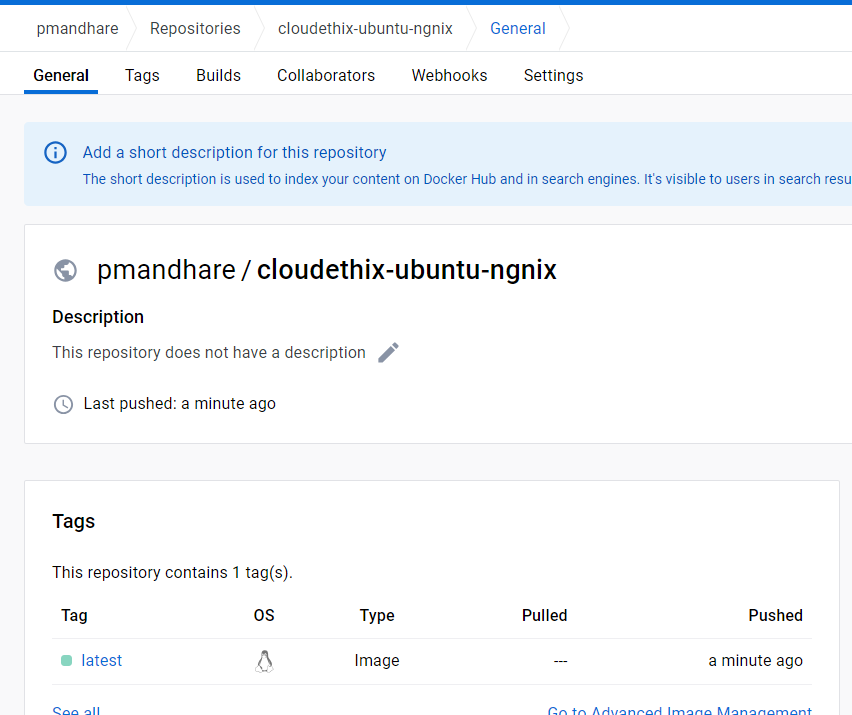 pmandhare Repositories cloudethix-ubuntu-ngnix General
General Tags Builds Collaborators Webhooks Settings
Add a short description for this repository
The short description is used to index your content on Docker Hub and in search engines. It's visible to users in search resu
pmandhare / cloudethix-ubuntu-ngnix
Description
This repository does not have a description
Last pushed: a minute ago
Tags
This repository contains 1 tag(s).
Tag OS Type Pulled Pushed
latest Image --- a minute ago
See all Go to Advanced Image Management